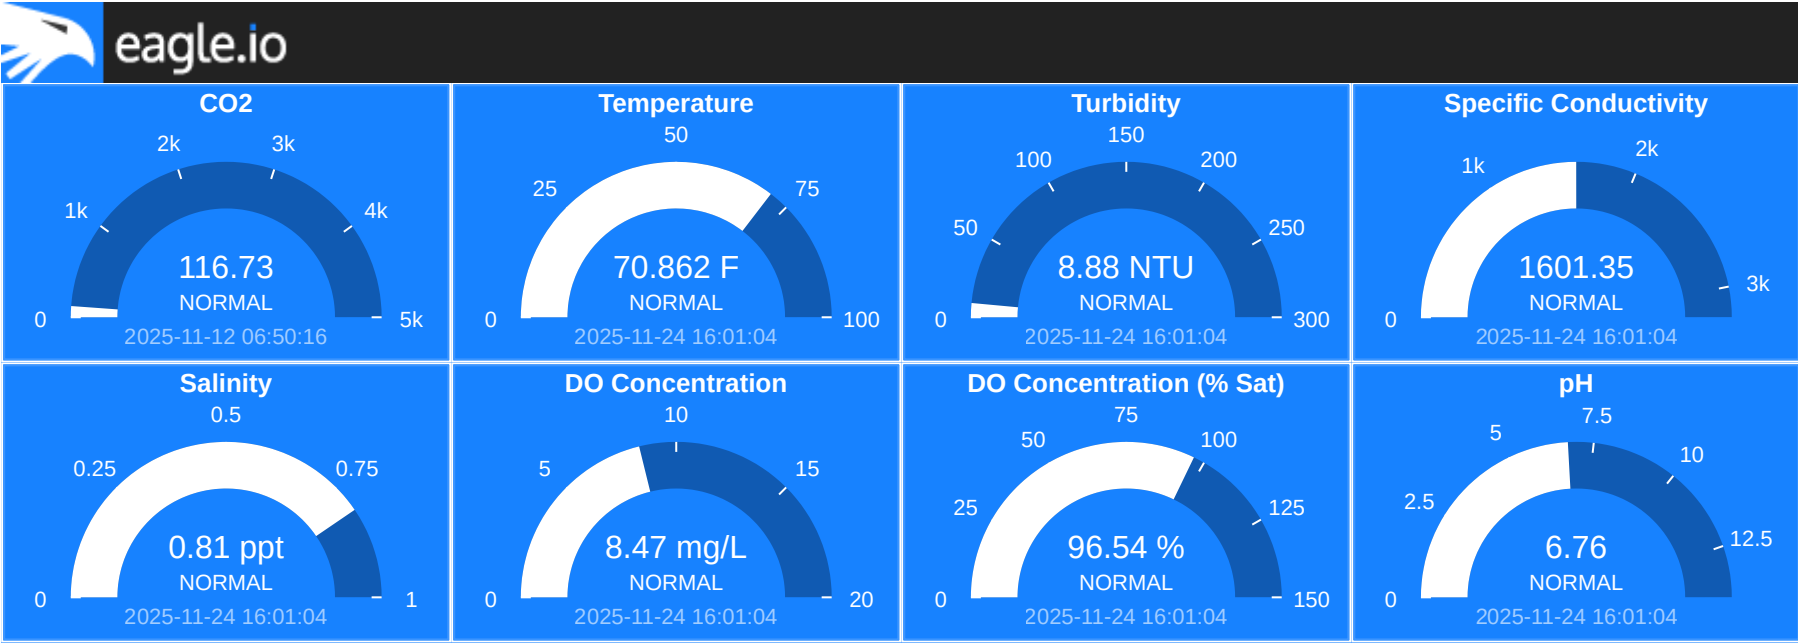 eagle.io
CO2
2k 3k
1k 4k
116.73
NORMAL
0 5k
2025-11-12 06:50:16
Temperature
50
25 75
70.862 F
NORMAL
0 100
2025-11-24 16:01:04
Turbidity
150
100 200
50 250
8.88 NTU
NORMAL
0 300
2025-11-24 16:01:04
Specific Conductivity
2k
1k
1601.35
3k
NORMAL
0
2025-11-24 16:01:04
Salinity
0.5
0.25 0.75
0.81 ppt
NORMAL
0 1
2025-11-24 16:01:04
DO Concentration
10
5 15
8.47 mg/L
NORMAL
0 20
2025-11-24 16:01:04
DO Concentration (% Sat)
75
50 100
25 125
96.54 %
NORMAL
0 150
2025-11-24 16:01:04
pH
7.5
5
10
2.5
12.5
6.76
NORMAL
0
2025-11-24 16:01:04